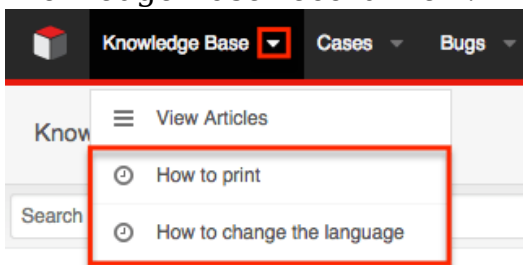 Knowledge Base Cases Bugs
Know
View Articles
How to print
Search
How to change the language